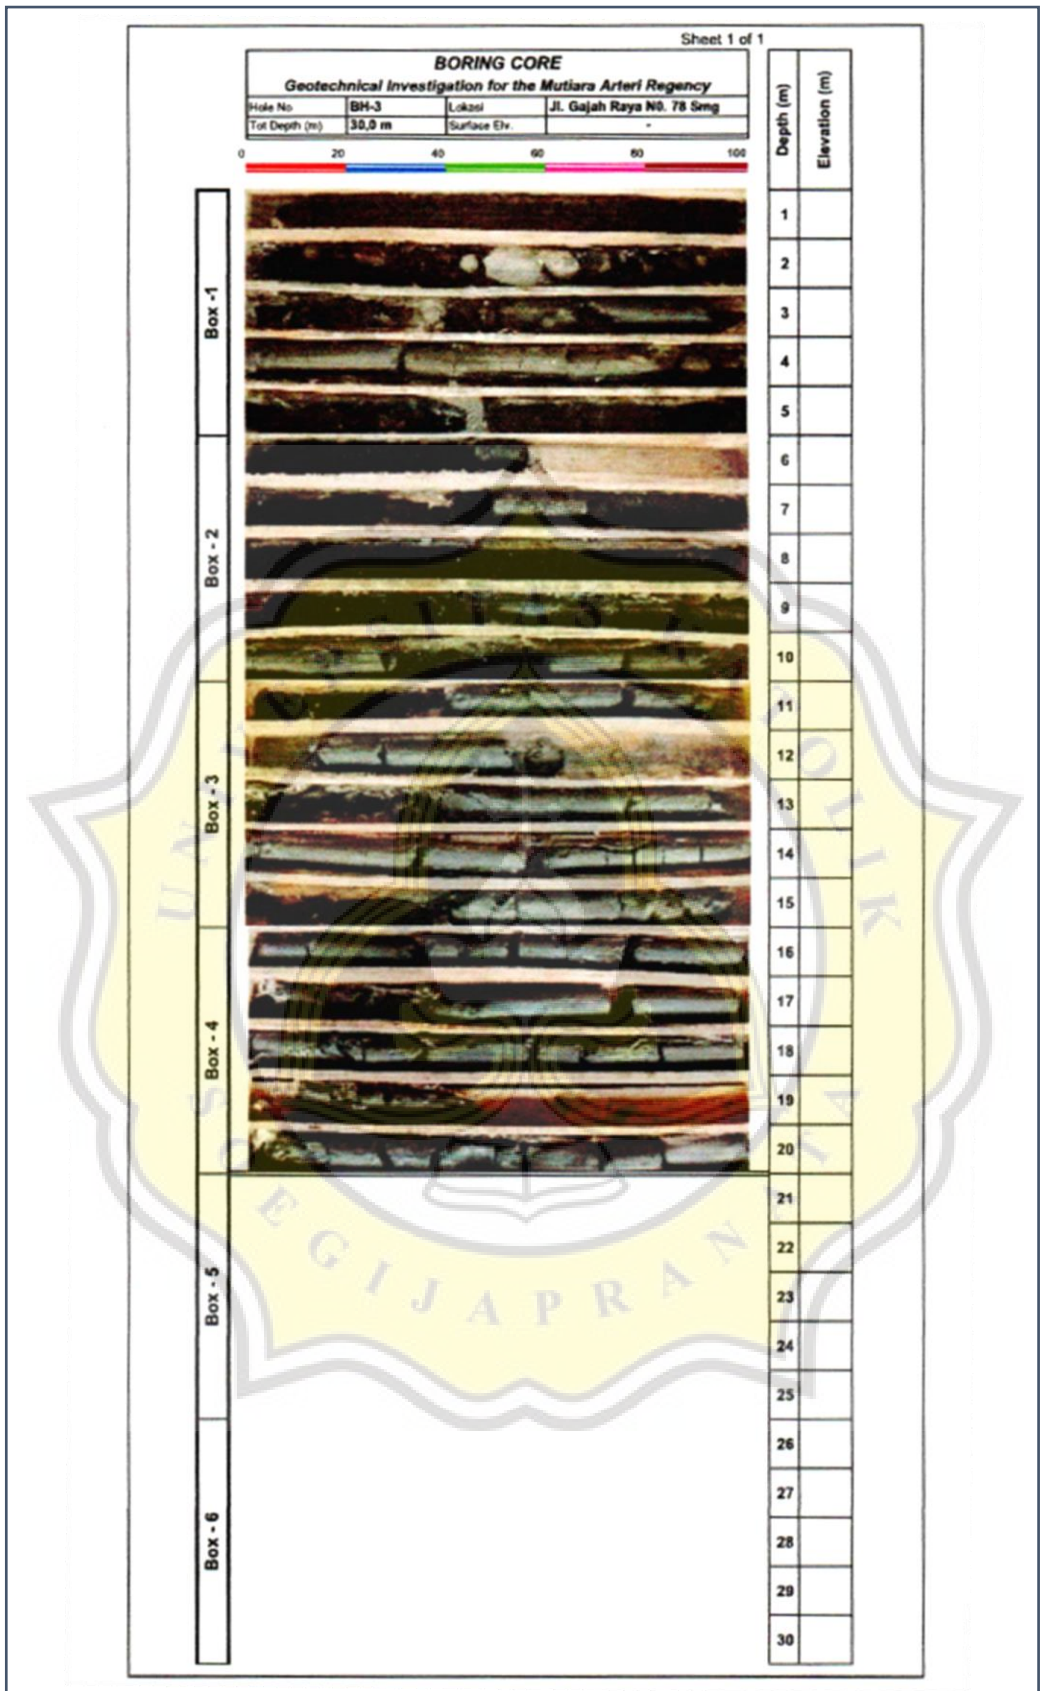 Sheet 1 of 1
BORING CORE
Geotechnical Investigation for the Mutiara Arteri Regency
Hole No BH-3 Lokasi Jl. Gajah Raya N0. 78 Smg
Tot Depth (m) 30,0 m Surface Elv. -
Depth (m)
Elevation (m)
0 20 40 60 80 100
Box -1
1
2
3
4
5
Box - 2
6
7
8
9
10
Box - 3
11
12
13
14
15
Box - 4
16
17
18
19
20
Box - 5
21
22
23
24
25
Box - 6
26
27
28
29
30
UNIVERSITAS KATOLIK
SOEGIJAPRANATA